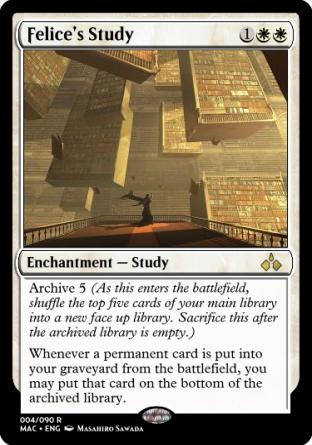 Felice's Study 1
Enchantment — Study
Archive 5 (As this enters the battlefield,
shuffle the top five cards of your main library
into a new face up library. Sacrifice this after
the archived library is empty.)
Whenever a permanent card is put into
your graveyard from the battlefield, you
may put that card on the bottom of the
archived library.
004/090 R
MAC • ENG Masahiro Sawada